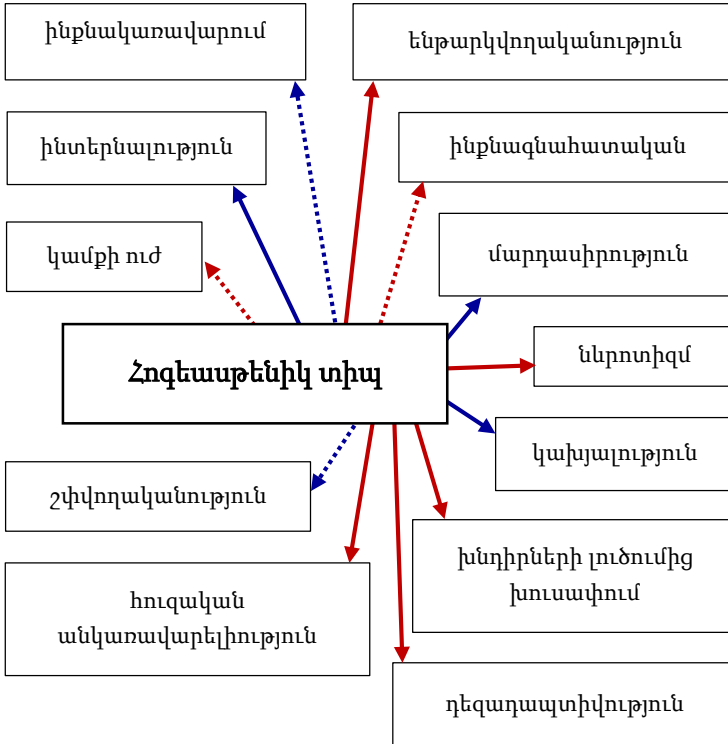 ինքնակառավարում
ենթարկվողականություն
ինտերնալություն
ինքնագնահատական
կամքի ուժ
մարդասիրություն
Հոգեասթենիկ տիպ
նևրոտիզմ
կախյալություն
շփվողականություն
խնդիրների լուծումից
խուսափում
հուզական
անկառավարելիություն
դեզադապտիվություն